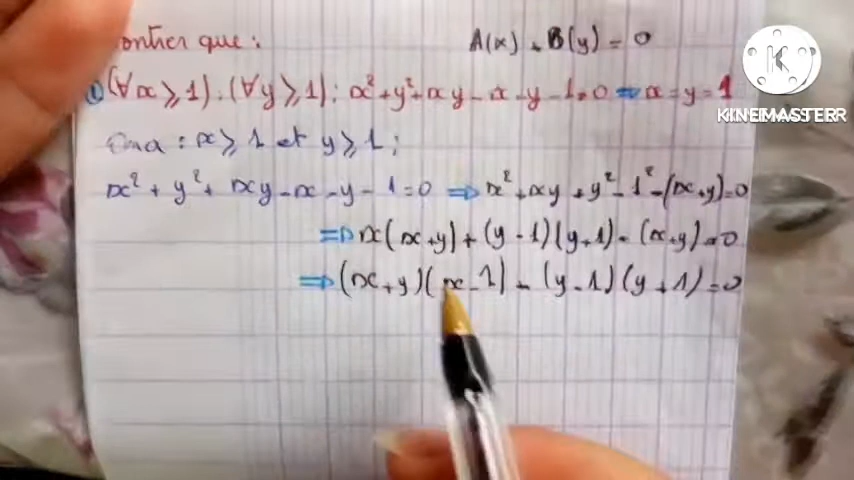 ontrer que :
A(x) + B(y) = 0
① (∀x ≥ 1), (∀y ≥ 1) : x² + y² + xy - x - y - 1 = 0 ⇒ x = y = 1
KINEMASTER
On a : x ≥ 1 et y ≥ 1 ;
x² + y² + xy - x - y - 1 = 0 ⇒ x² + xy + y² - 1² - (x+y) = 0
⇒ x(x+y) + (y-1)(y+1) - (x+y) = 0
⇒ (x+y)(x-1) - (y-1)(y+1) = 0